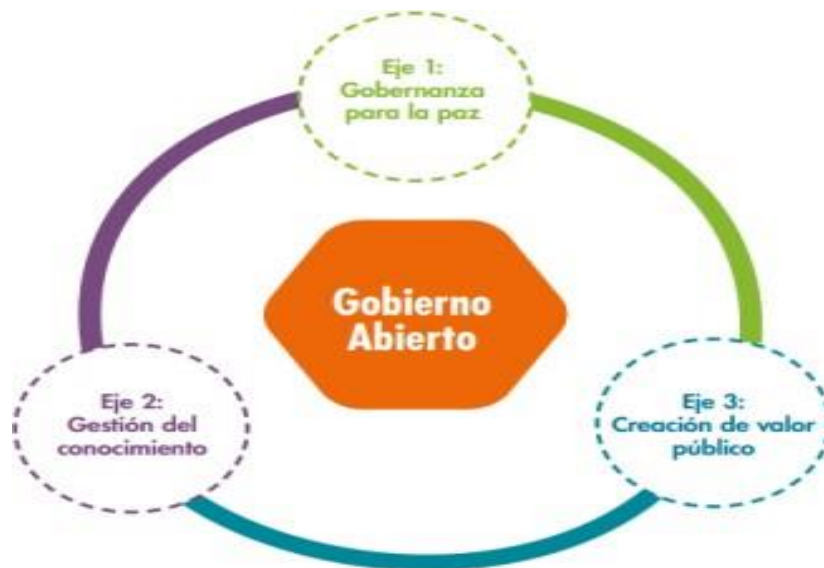 Eje 1:
Gobernanza
para la paz
Gobierno
Abierto
Eje 2:
Gestión del
conocimiento
Eje 3:
Creación de valor
público